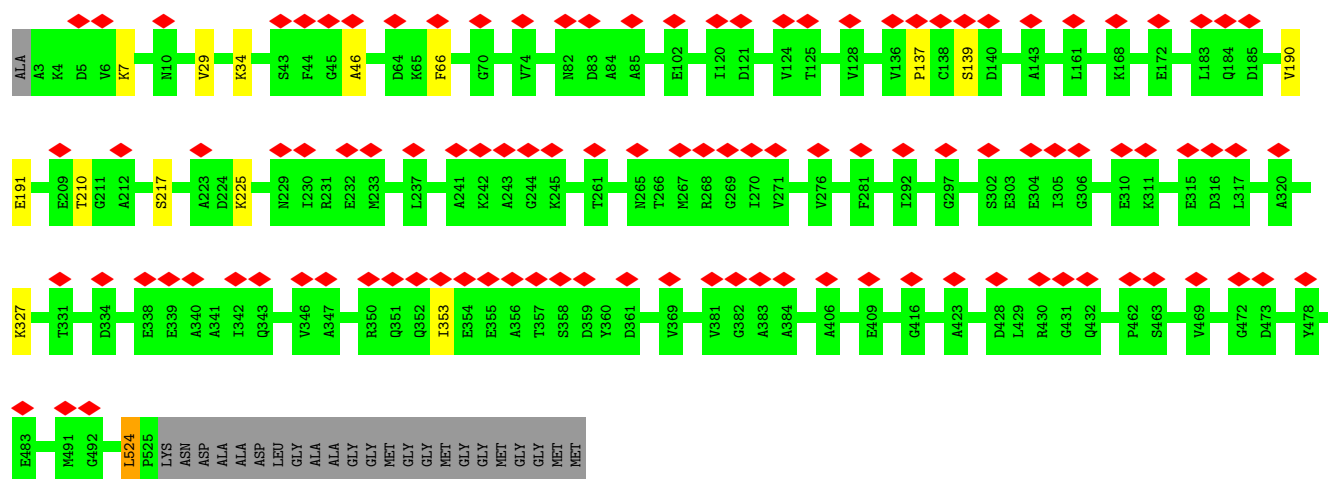 ALA A3 K4 D5 V6 K7 N10 V29 K34 S43 F44 G45 A46 D64 K65 F66 G70 V74 N82 D83 A84 A85 E102 I120 D121 V124 T125 V128 V136 P137 C138 S139 D140 A143 L161 K168 E172 L183 Q184 D185 V190
E191 E209 T210 G211 A212 S217 A223 D224 K225 N229 I230 R231 E232 M233 L237 A241 K242 A243 G244 K245 T261 N265 T266 M267 R268 G269 I270 V271 V276 F281 I292 G297 S302 E303 E304 I305 G306 E310 K311 E315 D316 L317 A320
K327 T331 D334 E338 E339 A340 A341 I342 Q343 V346 A347 R350 Q351 Q352 I353 E354 E355 A356 T357 S358 D359 Y360 D361 V369 V381 G382 A383 A384 A406 E409 G416 A423 D428 L429 R430 G431 Q432 P462 S463 V469 G472 D473 Y478
E483 M491 G492 L524 P525 LYS ASN ASP ALA ALA ASP LEU GLY ALA ALA GLY GLY MET GLY GLY MET GLY GLY MET GLY GLY MET MET